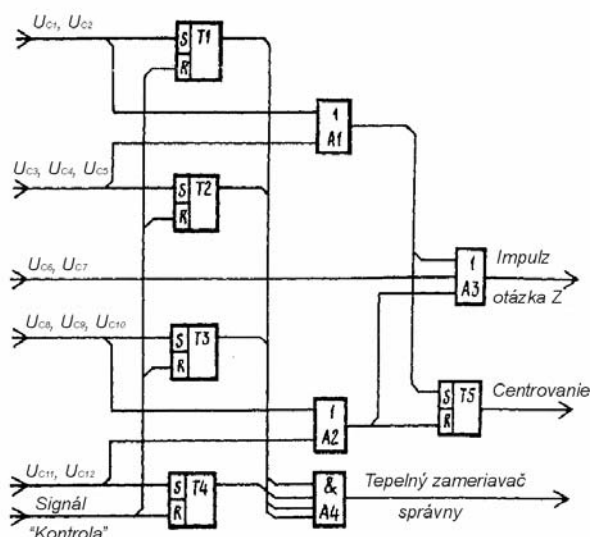 U_C1, U_C2
S T1
R
1
A1
U_C3, U_C4, U_C5
S T2
R
U_C6, U_C7
1
A3
Impulz
otázka Z
U_C8, U_C9, U_C10
S T3
R
S T5
R
Centrovanie
1
A2
U_C11, U_C12
S T4
R
&
A4
Tepelný zameriavač
správny
Signál
"Kontrola"